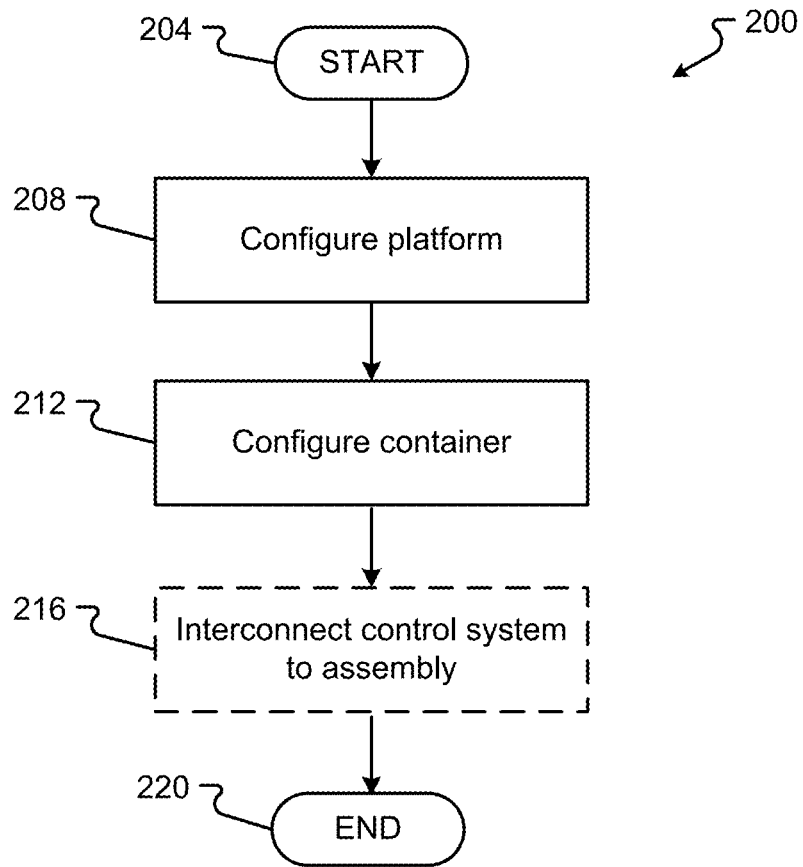 200
204
START
208
Configure platform
212
Configure container
216
Interconnect control system
to assembly
220
END